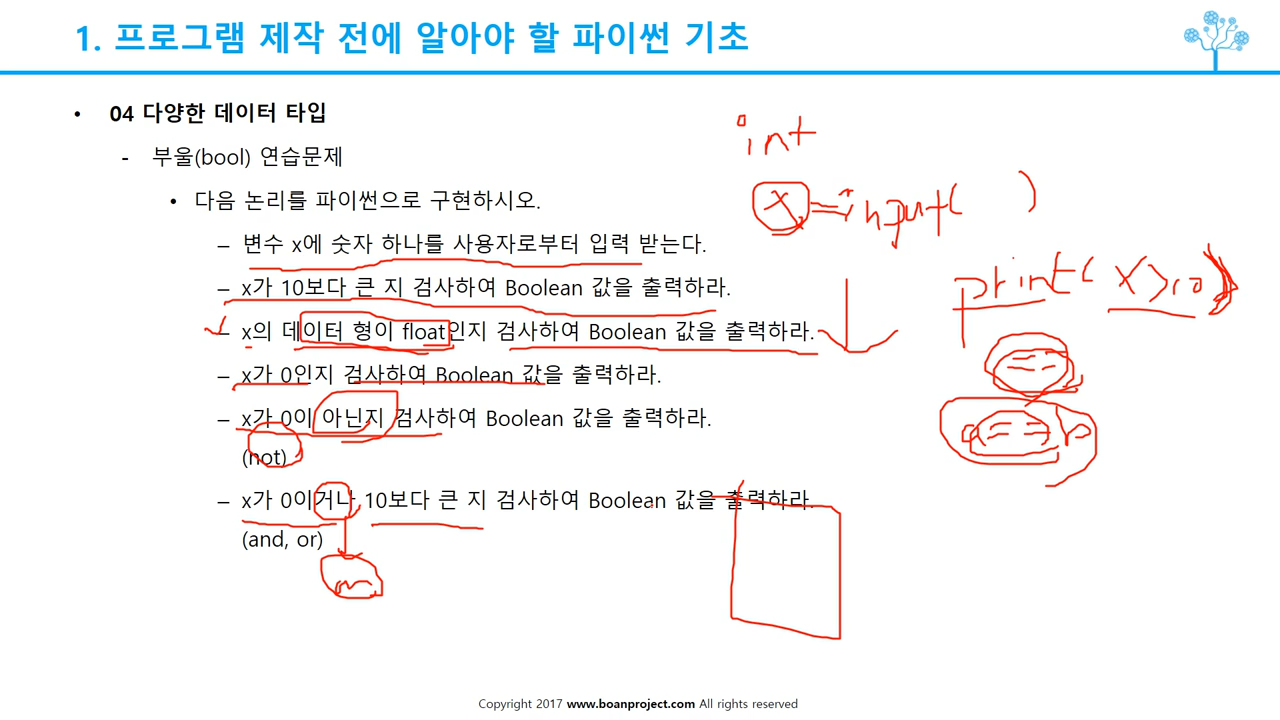 1. 프로그램 제작 전에 알아야 할 파이썬 기초
• 04 다양한 데이터 타입
- 부울(bool) 연습문제
• 다음 논리를 파이썬으로 구현하시오.
– 변수 x에 숫자 하나를 사용자로부터 입력 받는다.
– x가 10보다 큰 지 검사하여 Boolean 값을 출력하라.
– x의 데이터 형이 float인지 검사하여 Boolean 값을 출력하라.
– x가 0인지 검사하여 Boolean 값을 출력하라.
– x가 0이 아닌지 검사하여 Boolean 값을 출력하라.
(not)
– x가 0이거나, 10보다 큰 지 검사하여 Boolean 값을 출력하라.
(and, or)
int
x = input( )
print( x>10 )
==
==
Copyright 2017 www.boanproject.com All rights reserved